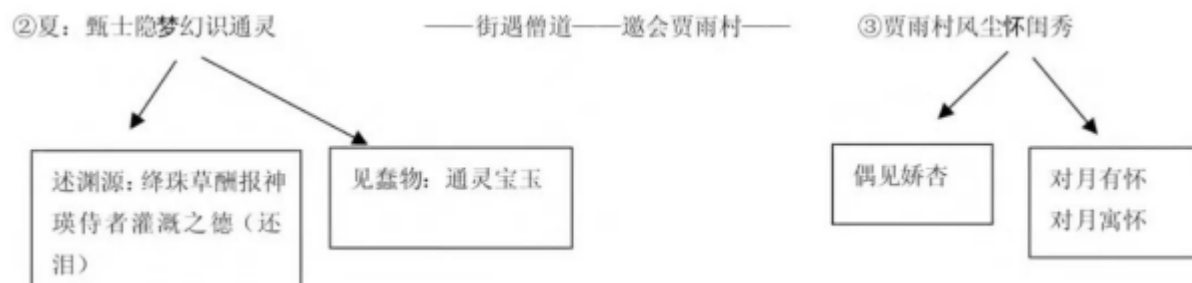 ②夏：甄士隐梦幻识通灵 ——街遇僧道——邀会贾雨村—— ③贾雨村风尘怀闺秀
述渊源：绛珠草酬报神
瑛侍者灌溉之德（还
泪）
见蠢物：通灵宝玉
偶见娇杏
对月有怀
对月寓怀